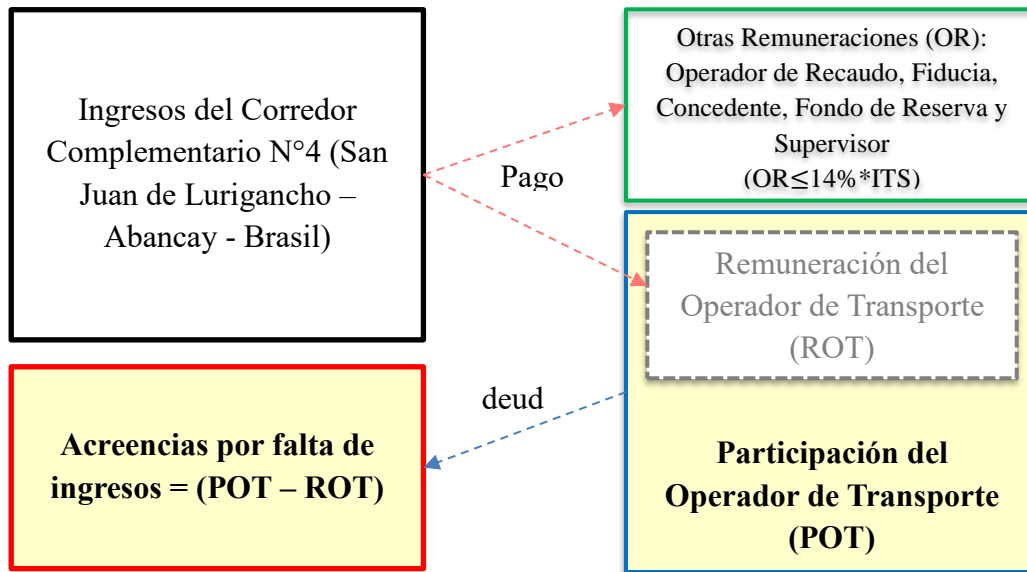 Ingresos del Corredor
Complementario N°4 (San
Juan de Lurigancho –
Abancay - Brasil)
Pago
Otras Remuneraciones (OR):
Operador de Recaudo, Fiducia,
Concedente, Fondo de Reserva y
Supervisor
(OR≤14%*ITS)
Remuneración del
Operador de Transporte
(ROT)
deud
Acreencias por falta de
ingresos = (POT – ROT)
Participación del
Operador de Transporte
(POT)